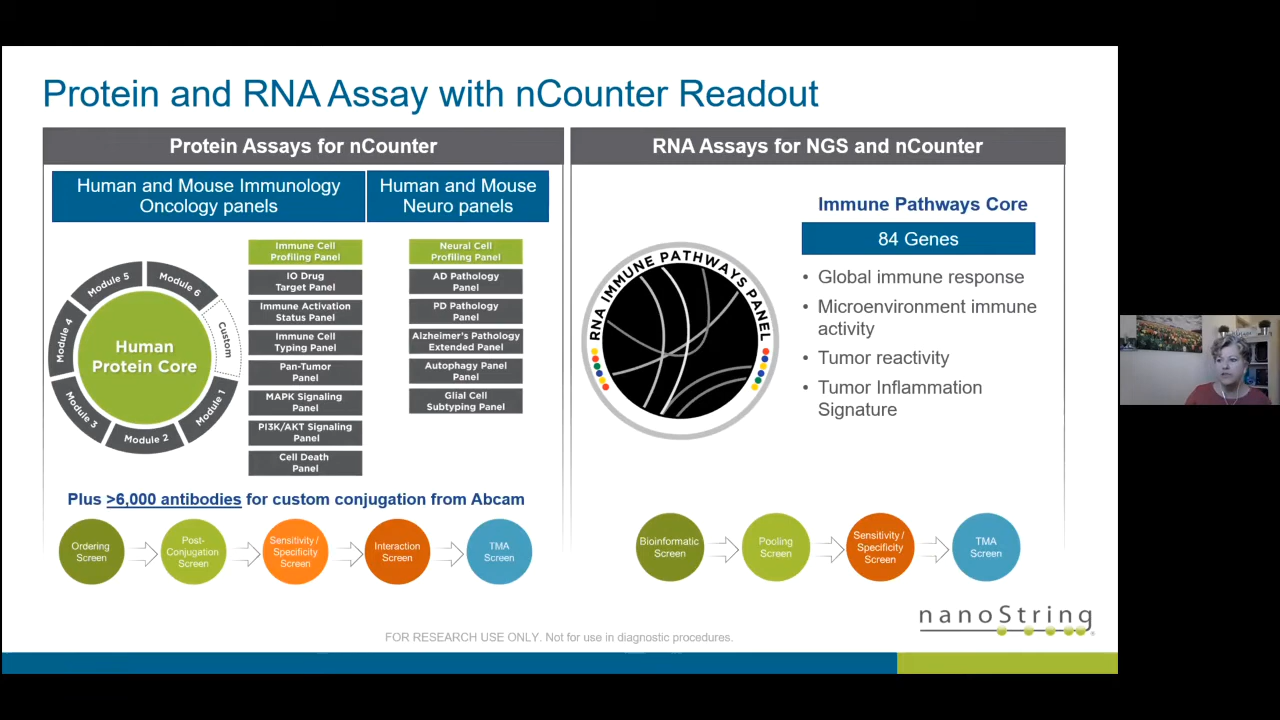 Protein and RNA Assay with nCounter Readout
Protein Assays for nCounter
Human and Mouse Immunology
Oncology panels
Human and Mouse
Neuro panels
Module 5
Module 6
Module 4
Custom
Human
Protein Core
Module 3
Module 1
Module 2
Immune Cell
Profiling Panel
IO Drug
Target Panel
Immune Activation
Status Panel
Immune Cell
Typing Panel
Pan-Tumor
Panel
MAPK Signaling
Panel
PI3K/AKT Signaling
Panel
Cell Death
Panel
Neural Cell
Profiling Panel
AD Pathology
Panel
PD Pathology
Panel
Alzheimer's Pathology
Extended Panel
Autophagy Panel
Panel
Glial Cell
Subtyping Panel
Plus >6,000 antibodies for custom conjugation from Abcam
Ordering
Screen
Post-
Conjugation
Screen
Sensitivity /
Specificity
Screen
Interaction
Screen
TMA
Screen
RNA Assays for NGS and nCounter
RNA IMMUNE PATHWAYS PANEL
Immune Pathways Core
84 Genes
• Global immune response
• Microenvironment immune
activity
• Tumor reactivity
• Tumor Inflammation
Signature
Bioinformatic
Screen
Pooling
Screen
Sensitivity /
Specificity
Screen
TMA
Screen
nanoString
FOR RESEARCH USE ONLY. Not for use in diagnostic procedures.